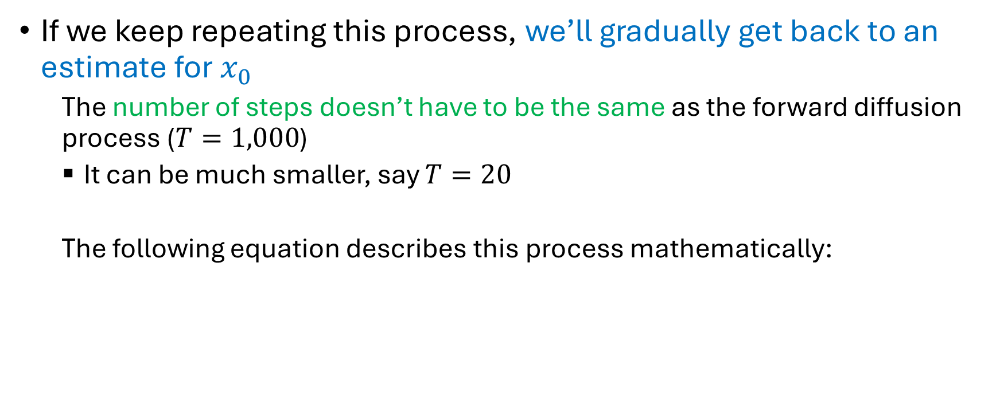 • If we keep repeating this process, we’ll gradually get back to an
estimate for x₀
The number of steps doesn’t have to be the same as the forward diffusion
process (T = 1,000)
▪ It can be much smaller, say T = 20
The following equation describes this process mathematically: